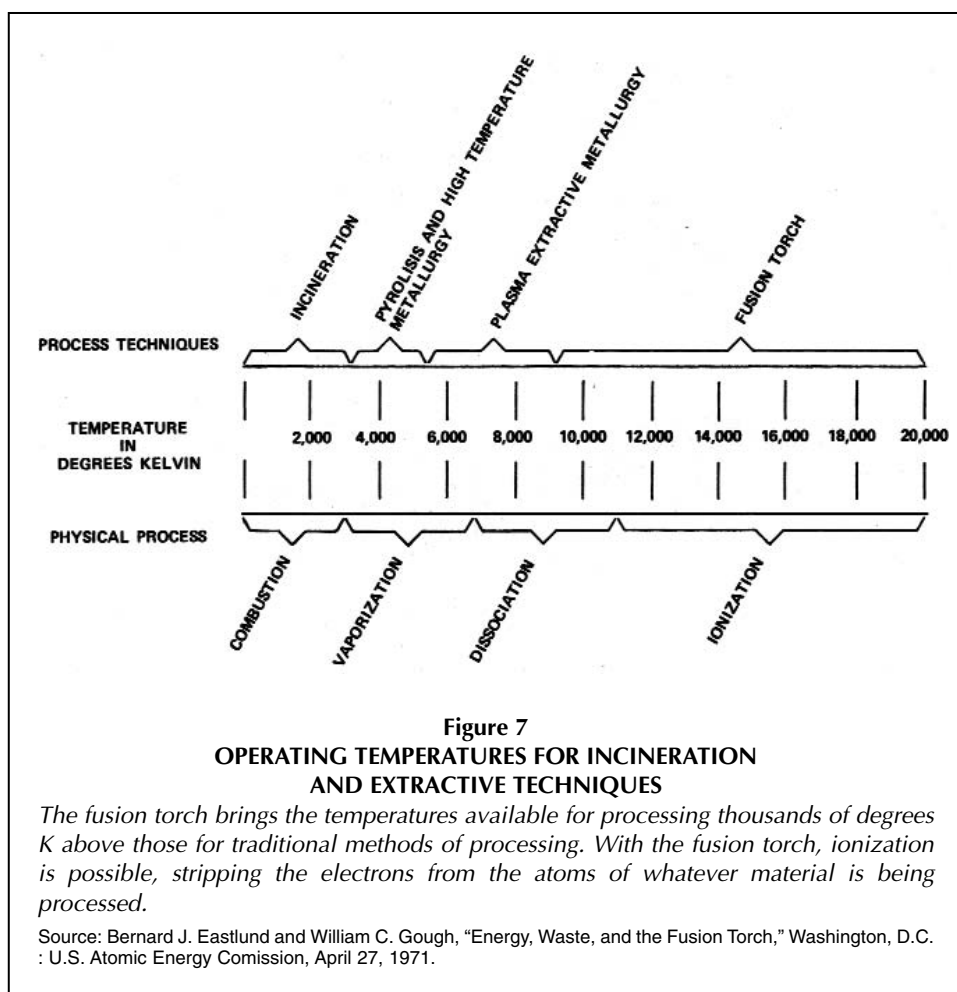 INCINERATION
PYROLISIS AND HIGH TEMPERATURE
METALLURGY
PLASMA EXTRACTIVE METALLURGY
FUSION TORCH
PROCESS TECHNIQUES
TEMPERATURE
IN
DEGREES KELVIN
2,000 4,000 6,000 8,000 10,000 12,000 14,000 16,000 18,000 20,000
PHYSICAL PROCESS
COMBUSTION
VAPORIZATION
DISSOCIATION
IONIZATION
Figure 7
OPERATING TEMPERATURES FOR INCINERATION
AND EXTRACTIVE TECHNIQUES
The fusion torch brings the temperatures available for processing thousands of degrees
K above those for traditional methods of processing. With the fusion torch, ionization
is possible, stripping the electrons from the atoms of whatever material is being
processed.
Source: Bernard J. Eastlund and William C. Gough, “Energy, Waste, and the Fusion Torch,” Washington, D.C.
: U.S. Atomic Energy Comission, April 27, 1971.